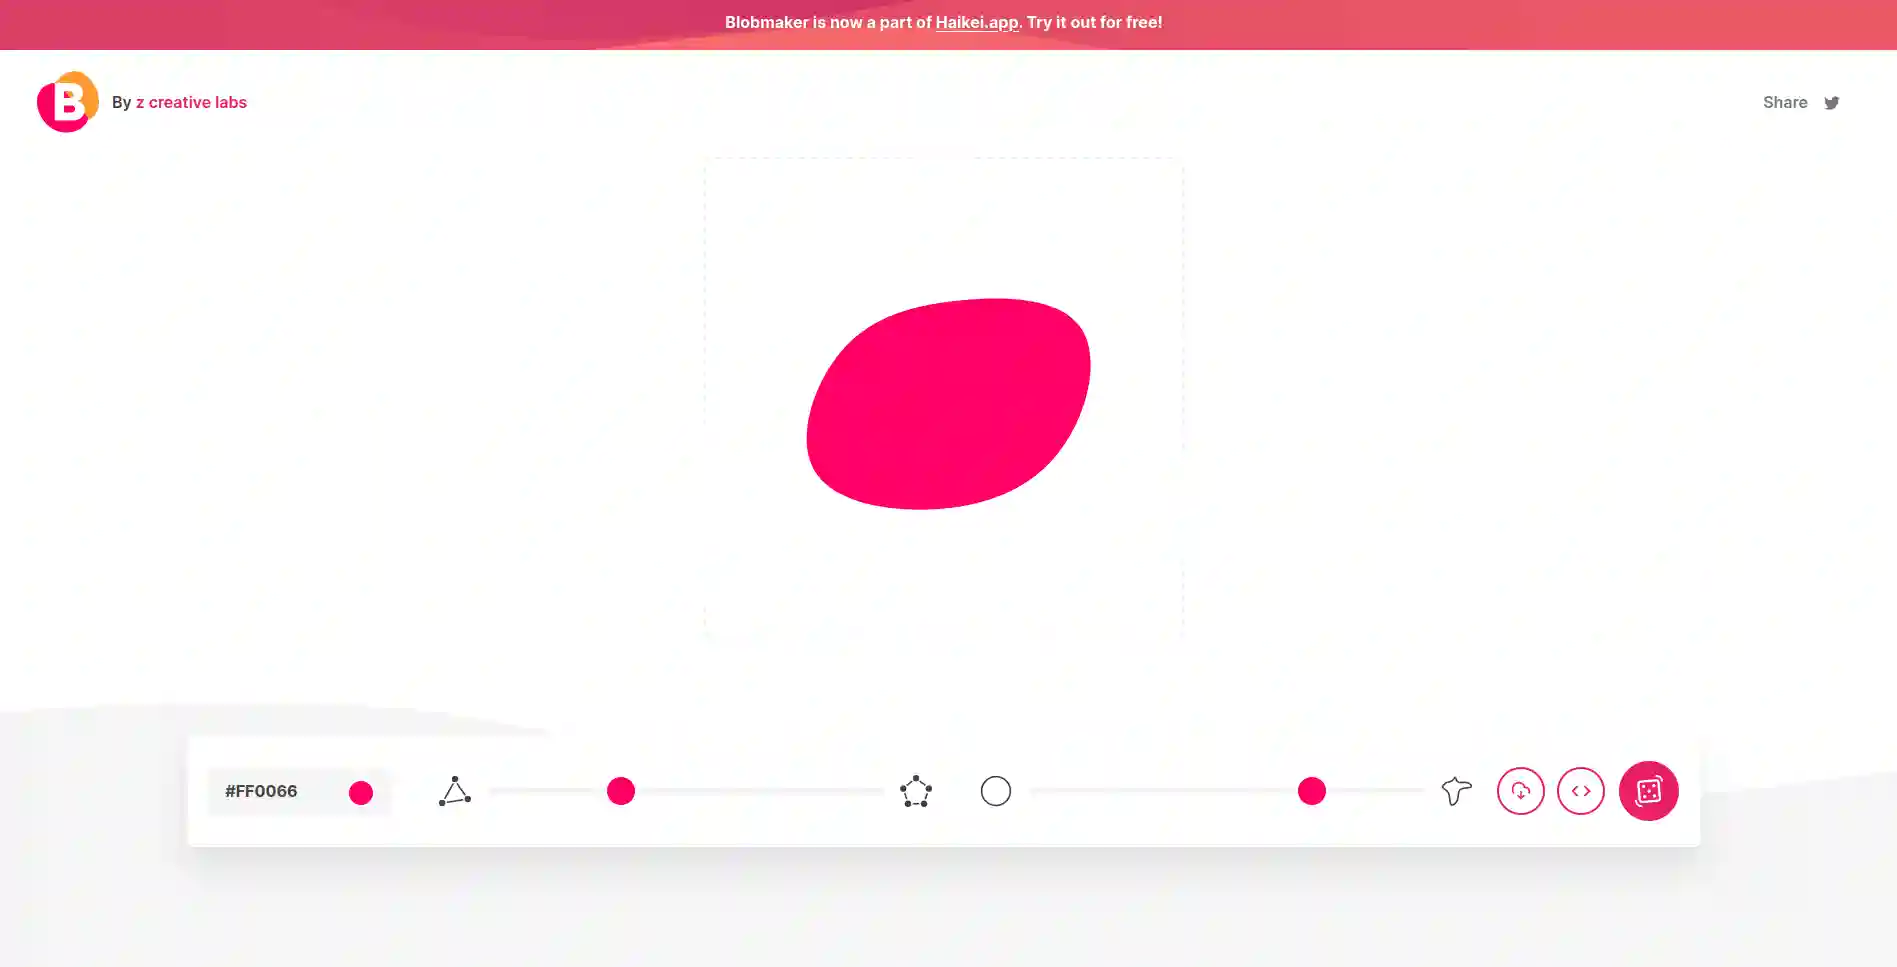 Blobmaker is now a part of Haikei.app. Try it out for free!
B
By z creative labs
Share
#FF0066